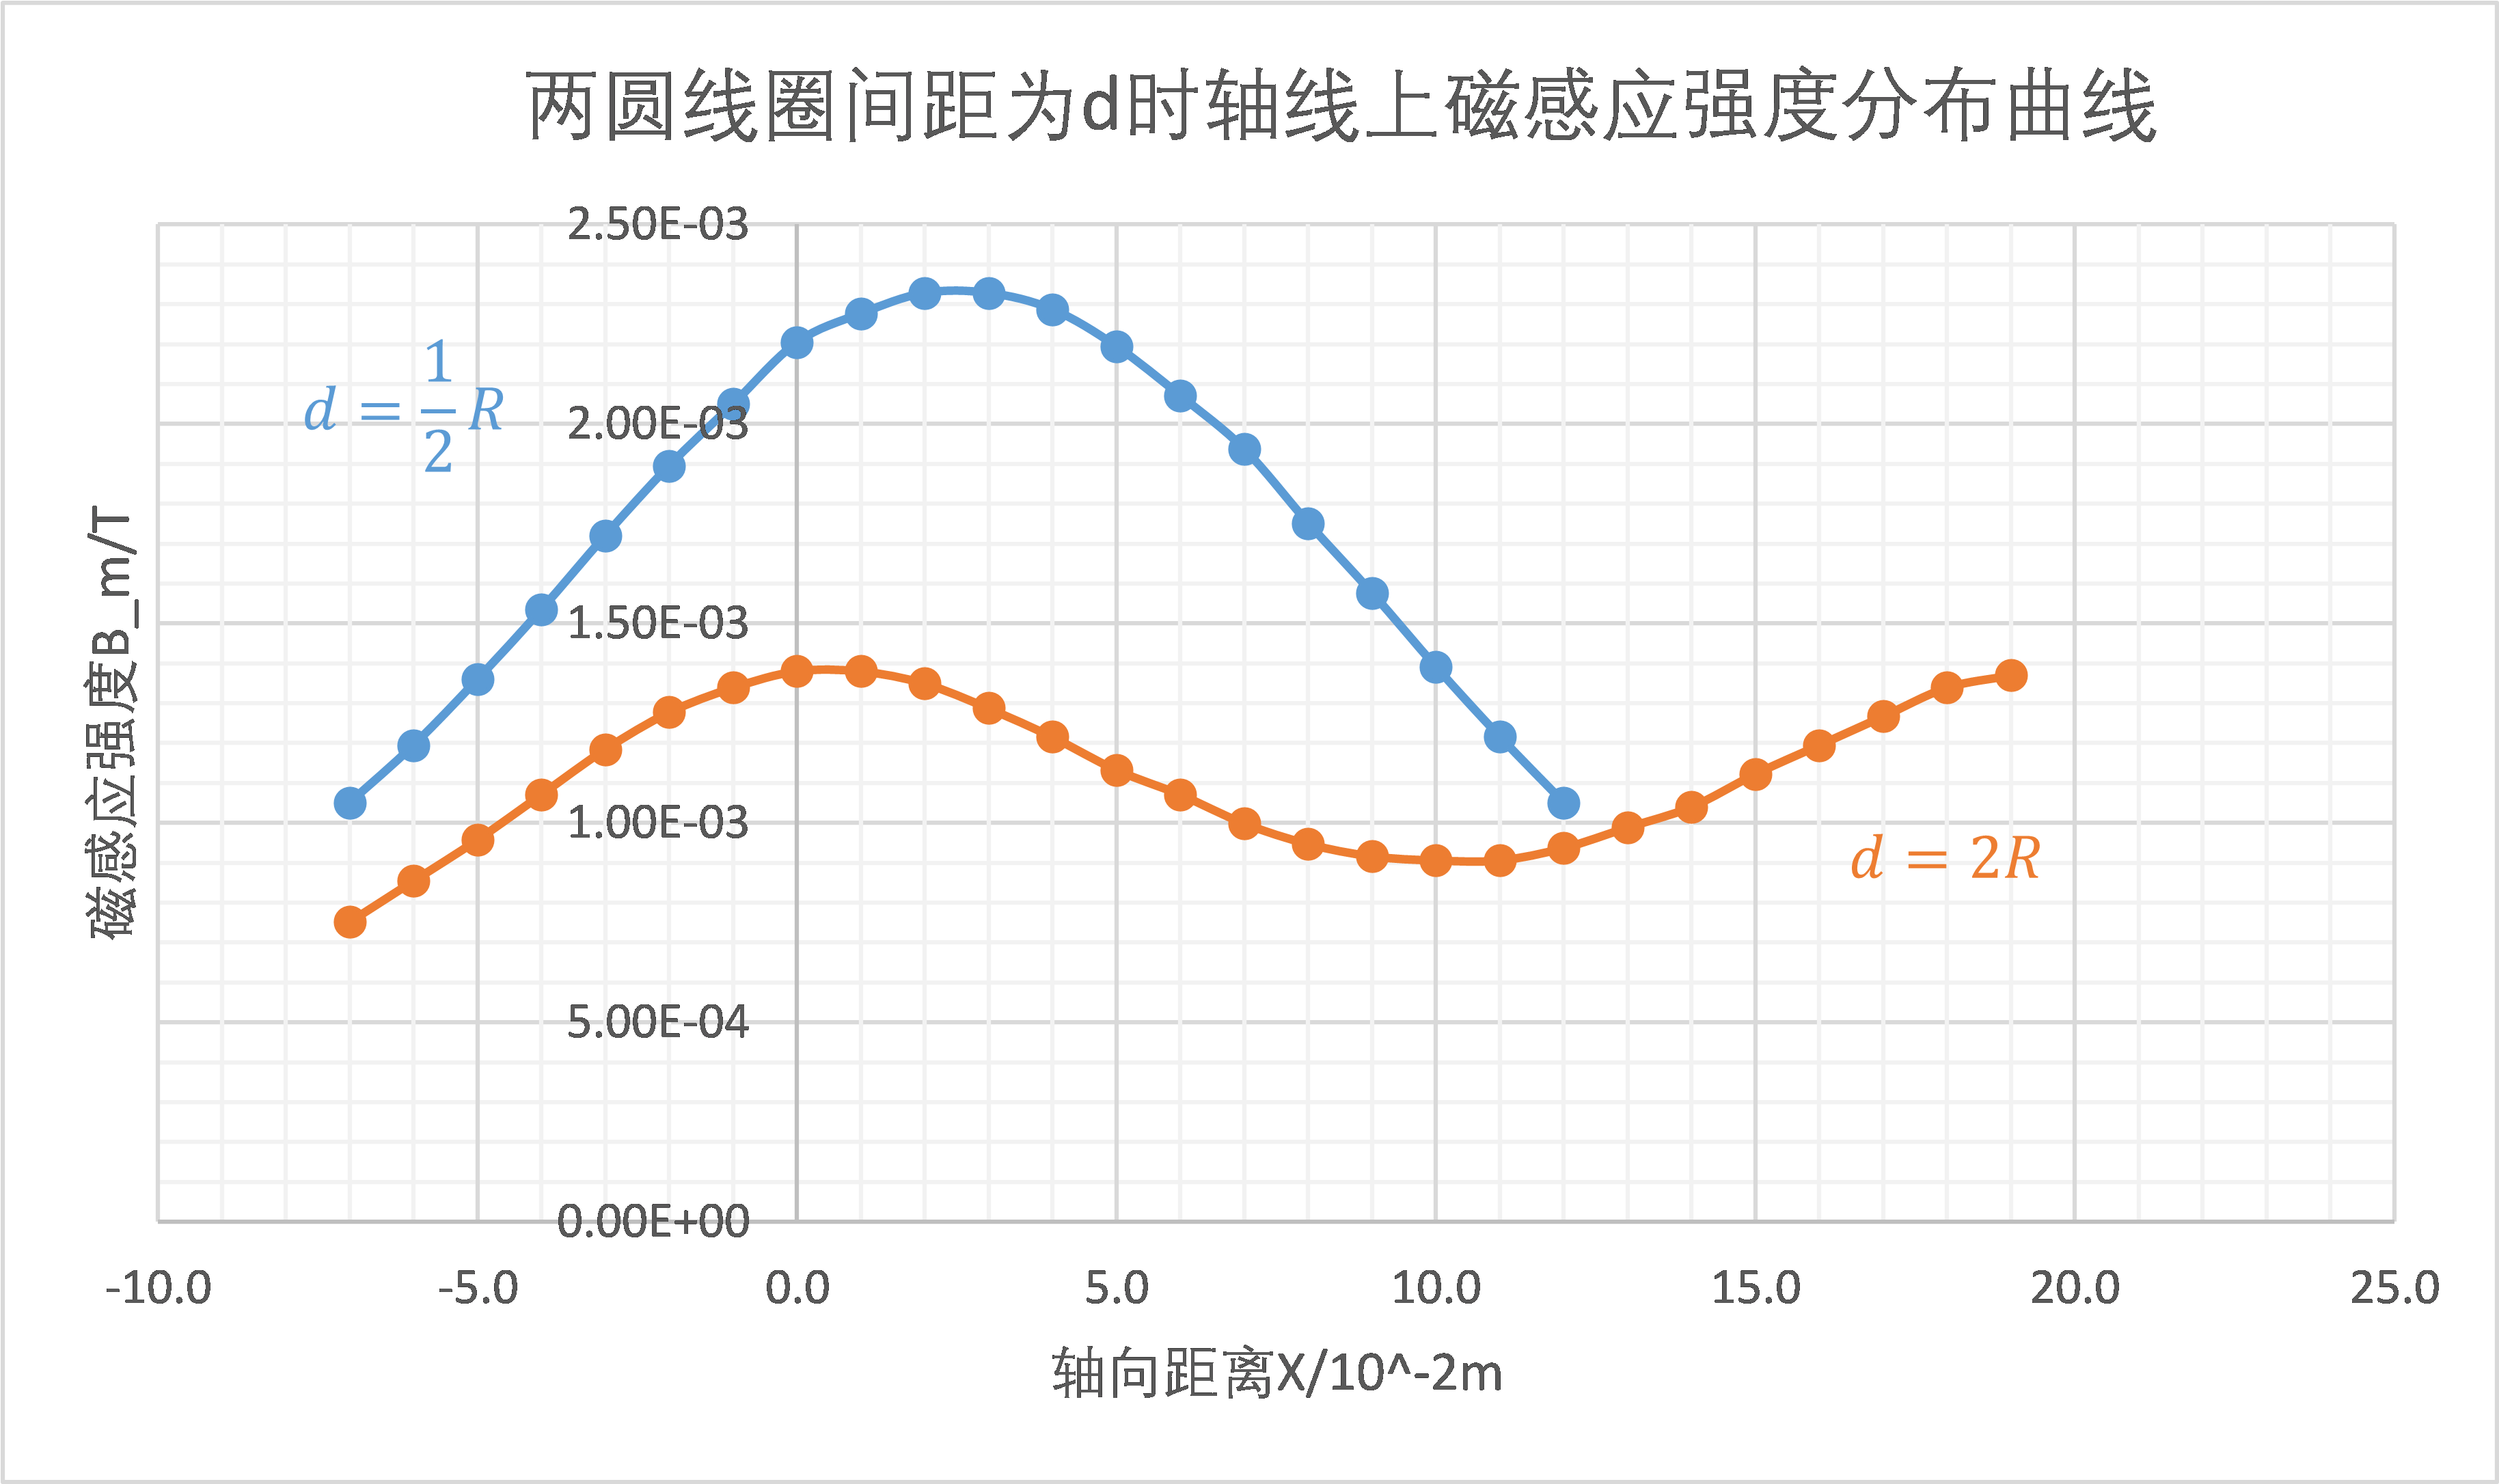 两圆线圈间距为d时轴线上磁感应强度分布曲线
2.50E-03
2.00E-03
1.50E-03
1.00E-03
5.00E-04
0.00E+00
d = 1/2 R
d = 2R
磁感应强度B_m/T
-10.0 -5.0 0.0 5.0 10.0 15.0 20.0 25.0
轴向距离X/10^-2m